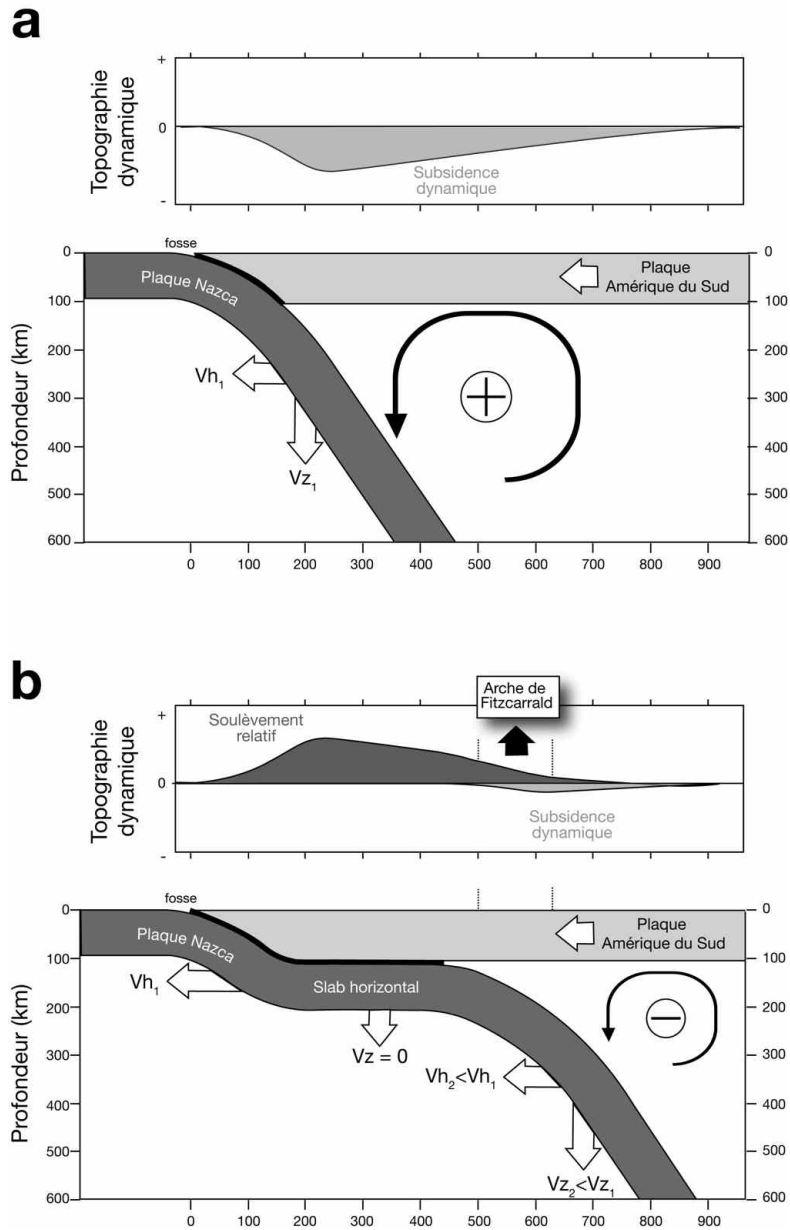 a
Topographie
dynamique
+
0
-
Subsidence
dynamique
fosse
Plaque Nazca
Plaque
Amérique du Sud
Profondeur (km)
0
100
200
300
400
500
600
0
100
200
300
400
500
600
Vh1
Vz1
+
0 100 200 300 400 500 600 700 800 900
b
Topographie
dynamique
+
0
-
Soulèvement
relatif
Arche de
Fitzcarrald
Subsidence
dynamique
fosse
Plaque Nazca
Slab horizontal
Plaque
Amérique du Sud
Profondeur (km)
0
100
200
300
400
500
600
0
100
200
300
400
500
600
Vh1
Vz = 0
Vh2<Vh1
Vz2<Vz1
−
0 100 200 300 400 500 600 700 800 900